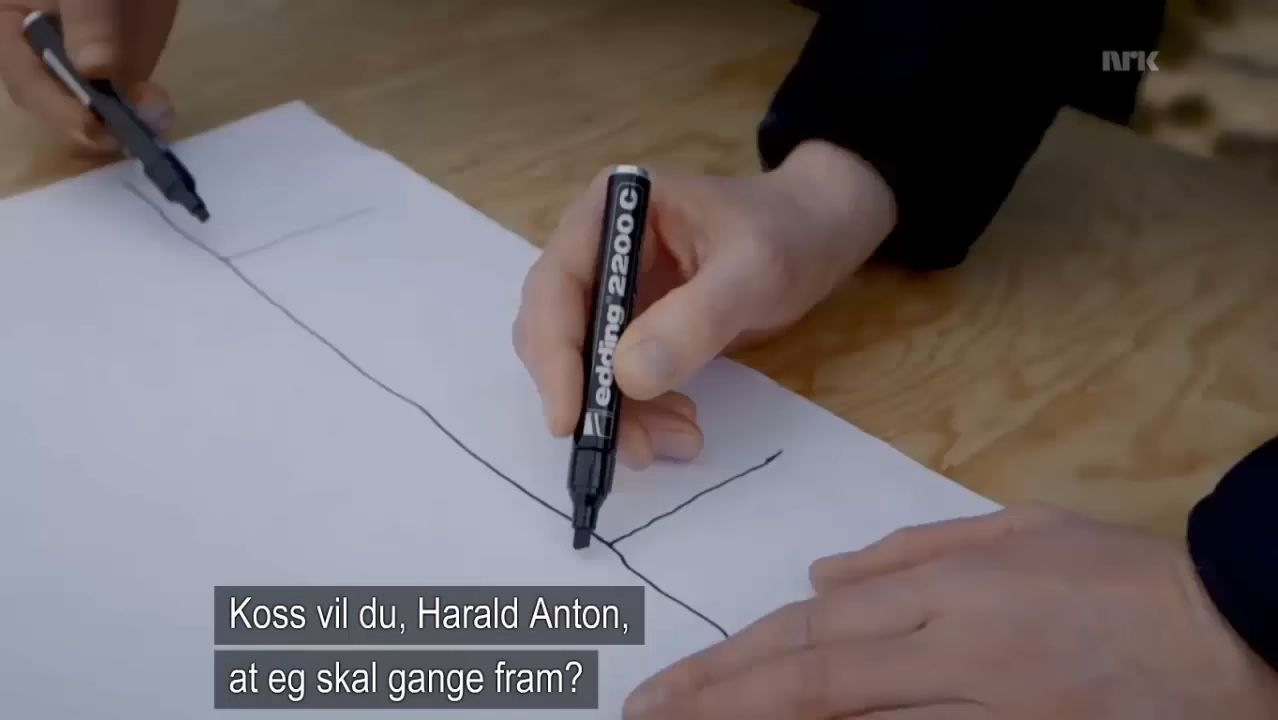 nrk
edding 2200 C
Koss vil du, Harald Anton,
at eg skal gange fram?